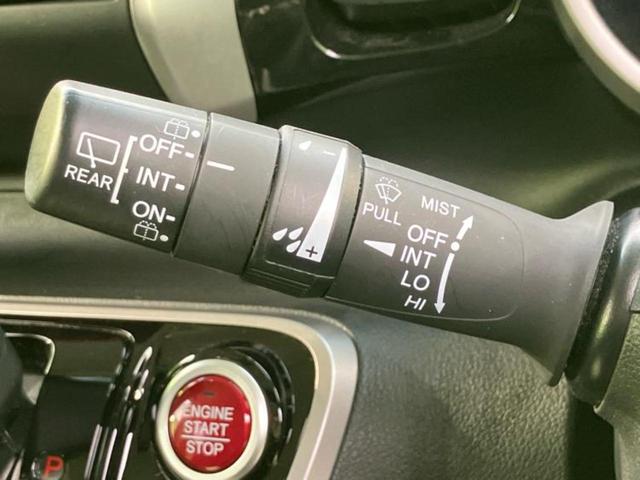 OFF-
REAR
INT-
ON-
-
+
PULL
MIST
OFF
INT
LO
HI
ENGINE
START
STOP
P